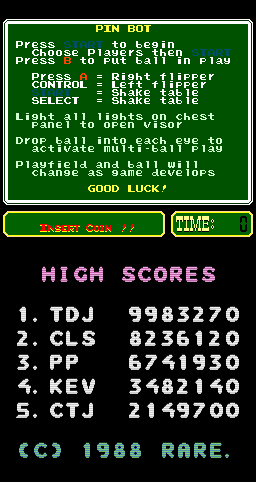 PIN BOT
Press START to begin
Choose Players then START
Press B to put ball in play
Press A = Right flipper
CONTROL = Left flipper
START = Shake table
SELECT = Shake table
Light all lights on chest
panel to open visor
Drop ball into each eye to
activate multi-ball play
Playfield and ball will
change as game develops
GOOD LUCK!
INSERT COIN !! TIME: 0
HIGH SCORES
1. TDJ 9983270
2. CLS 8236120
3. PP 6741930
4. KEV 3482140
5. CTJ 2149700
(C) 1988 RARE.